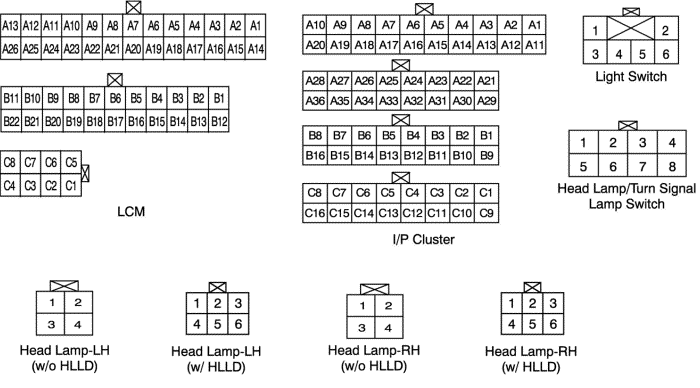 A13 A12 A11 A10 A9 A8 A7 A6 A5 A4 A3 A2 A1
A26 A25 A24 A23 A22 A21 A20 A19 A18 A17 A16 A15 A14
B11 B10 B9 B8 B7 B6 B5 B4 B3 B2 B1
B22 B21 B20 B19 B18 B17 B16 B15 B14 B13 B12
C8 C7 C6 C5
C4 C3 C2 C1
LCM
A10 A9 A8 A7 A6 A5 A4 A3 A2 A1
A20 A19 A18 A17 A16 A15 A14 A13 A12 A11
A28 A27 A26 A25 A24 A23 A22 A21
A36 A35 A34 A33 A32 A31 A30 A29
B8 B7 B6 B5 B4 B3 B2 B1
B16 B15 B14 B13 B12 B11 B10 B9
C8 C7 C6 C5 C4 C3 C2 C1
C16 C15 C14 C13 C12 C11 C10 C9
I/P Cluster
1 2
3 4 5 6
Light Switch
1 2 3 4
5 6 7 8
Head Lamp/Turn Signal
Lamp Switch
1 2
3 4
Head Lamp-LH
(w/o HLLD)
1 2 3
4 5 6
Head Lamp-LH
(w/ HLLD)
1 2
3 4
Head Lamp-RH
(w/o HLLD)
1 2 3
4 5 6
Head Lamp-RH
(w/ HLLD)